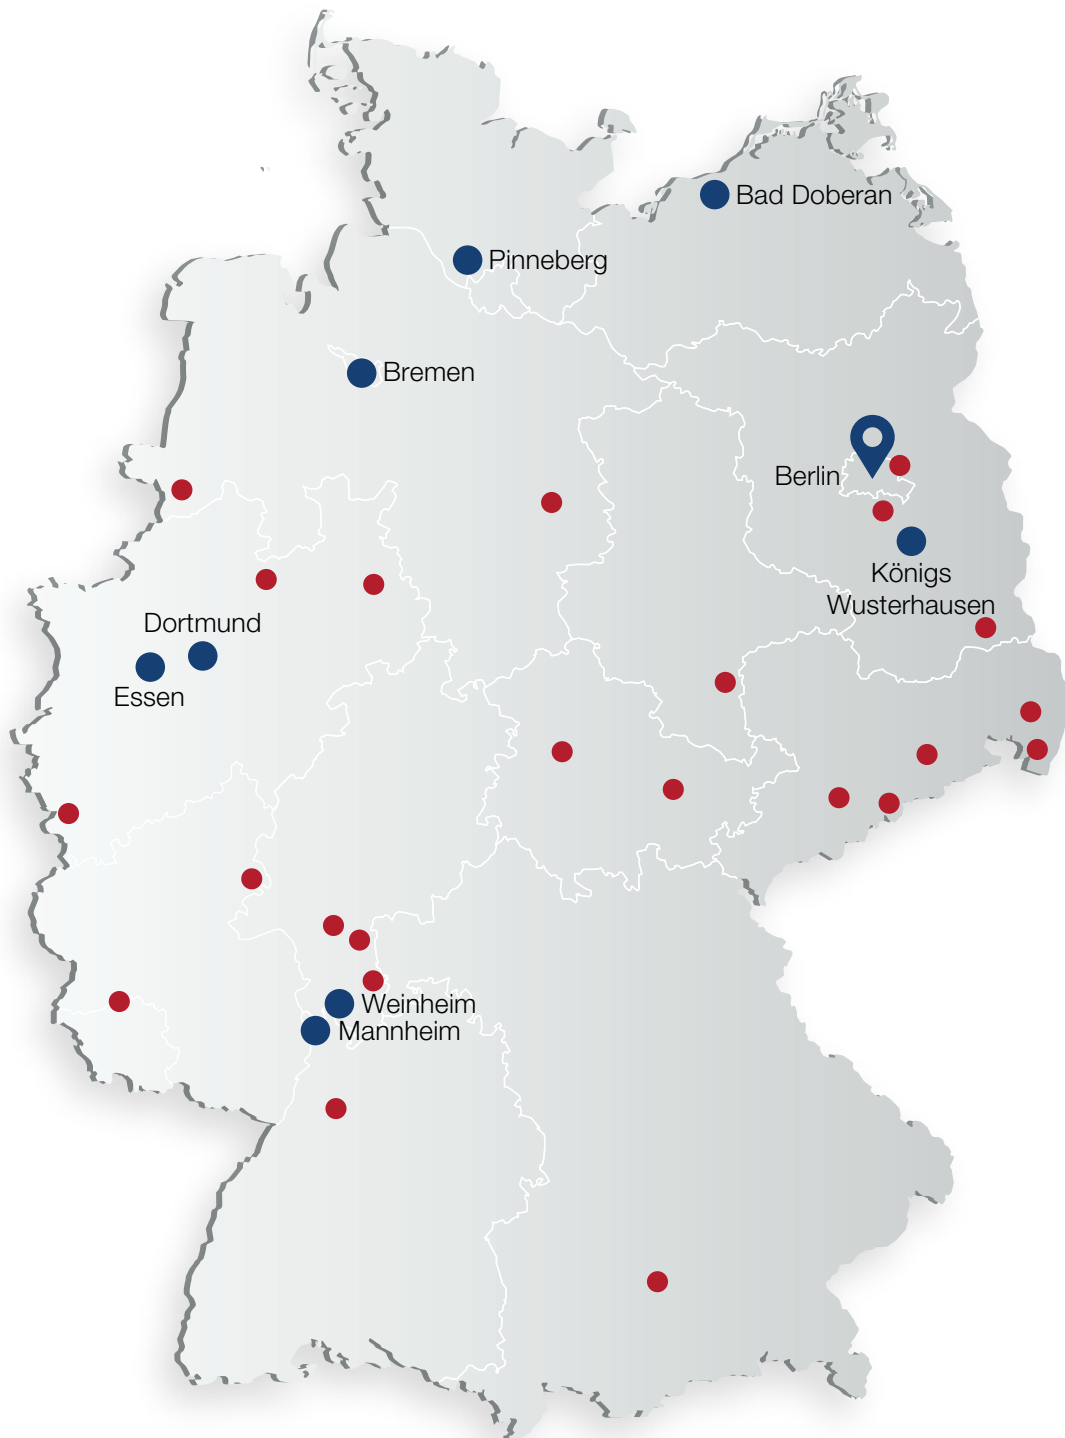 Bad Doberan
Pinneberg
Bremen
Berlin
Königs
Wusterhausen
Dortmund
Essen
Weinheim
Mannheim